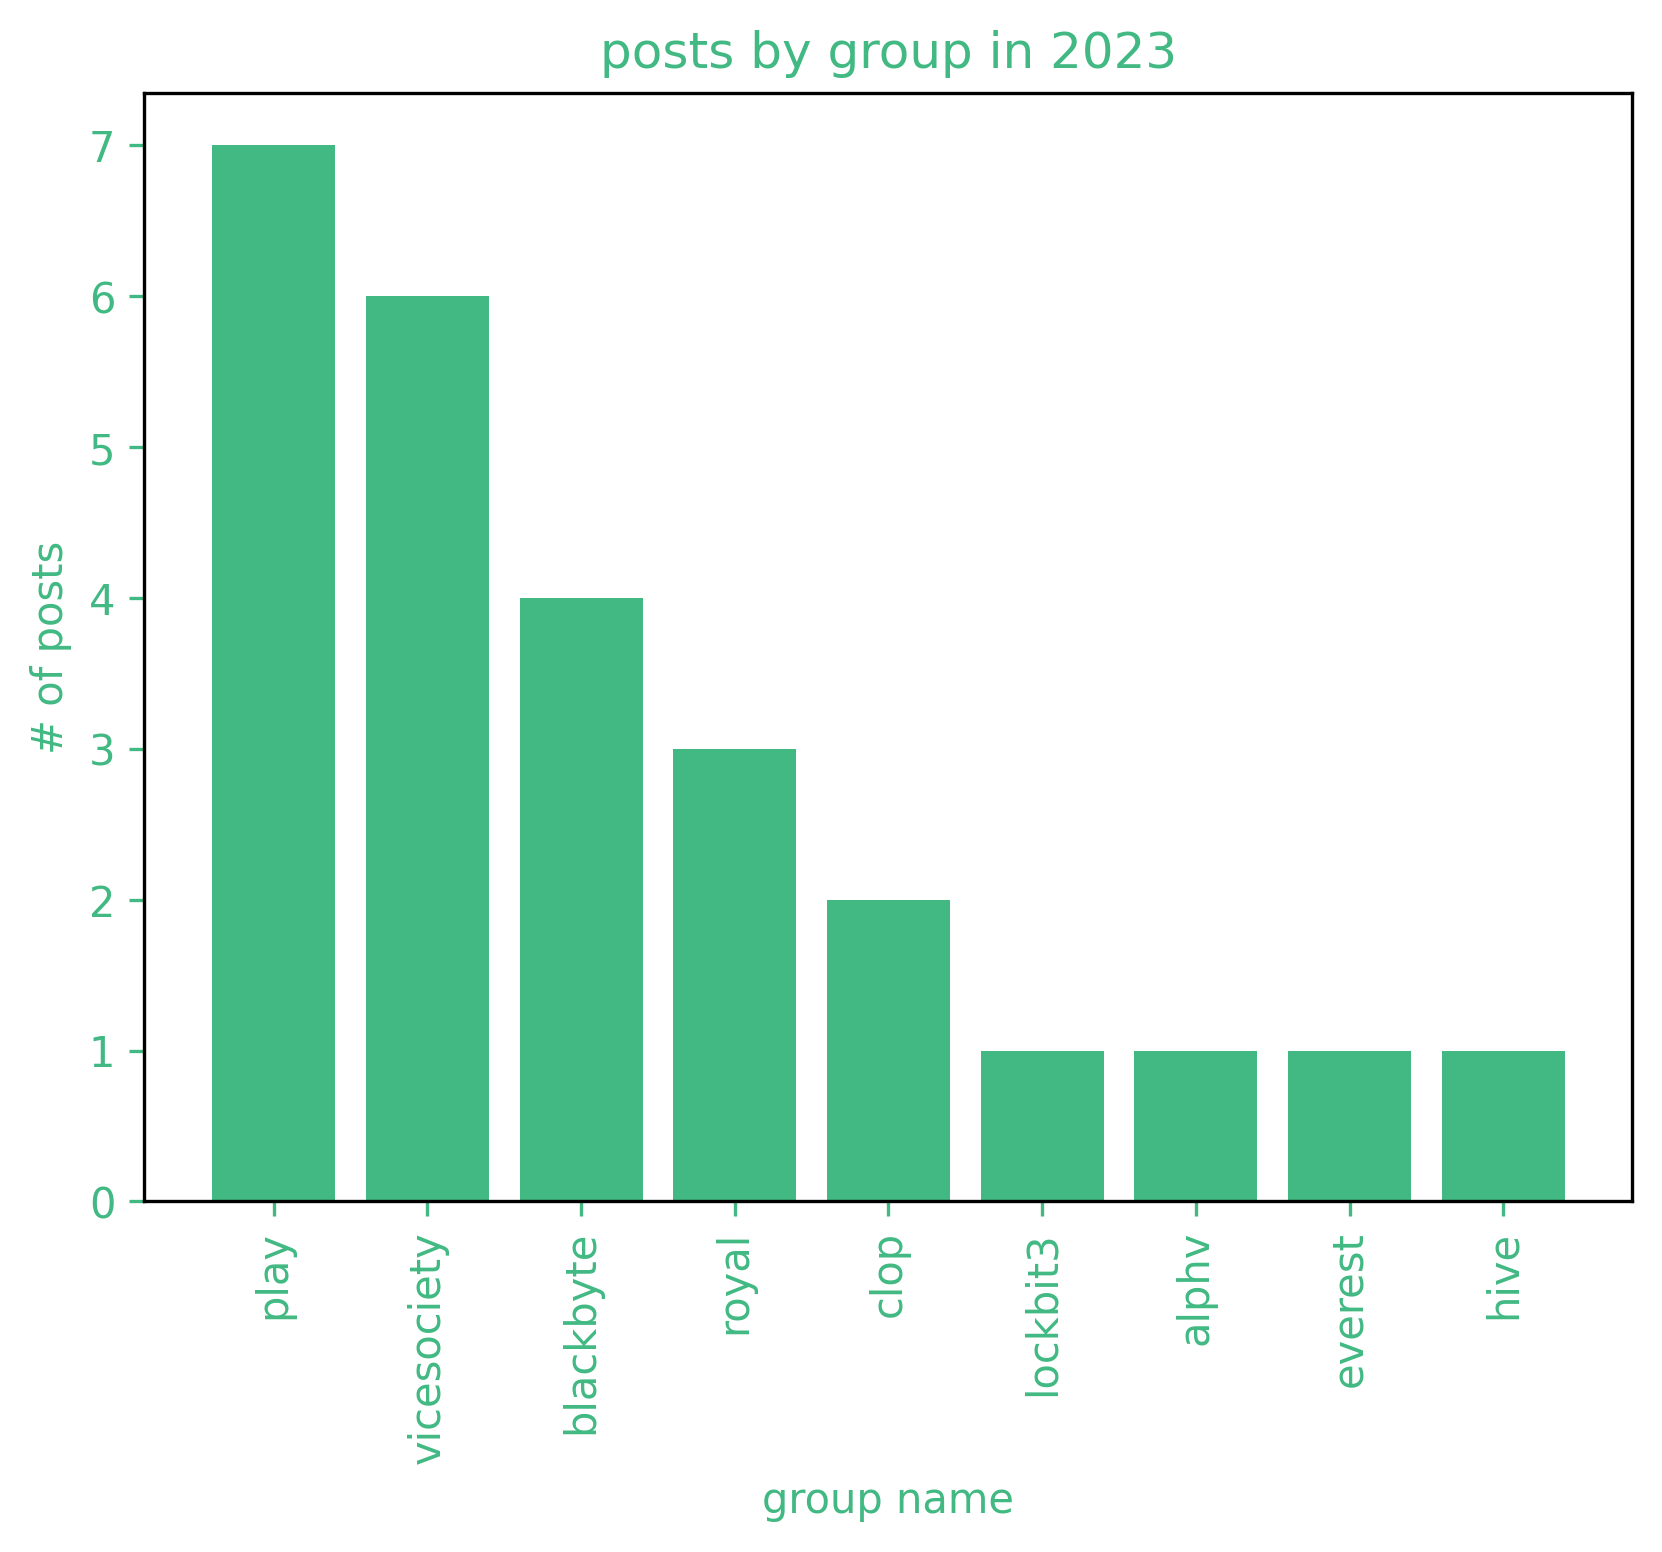 posts by group in 2023
# of posts
7
6
5
4
3
2
1
0
play
vicesociety
blackbyte
royal
clop
lockbit3
alphv
everest
hive
group name